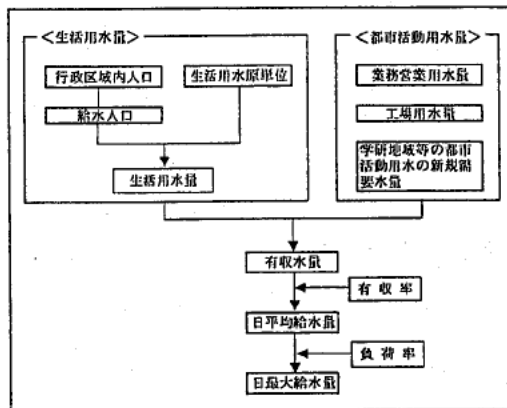 <生活用水量>
行政区域内人口
生活用水原単位
給水人口
生活用水量
<都市活動用水量>
業務営業用水量
工場用水量
学研地域等の都市
活動用水の新規需
要水量
有収水量
有収率
日平均給水量
負荷率
日最大給水量